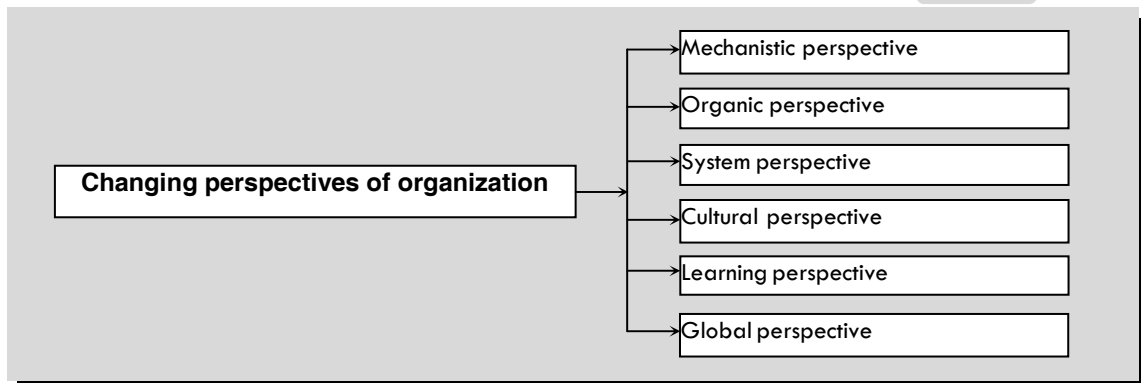 Changing perspectives of organization
Mechanistic perspective
Organic perspective
System perspective
Cultural perspective
Learning perspective
Global perspective